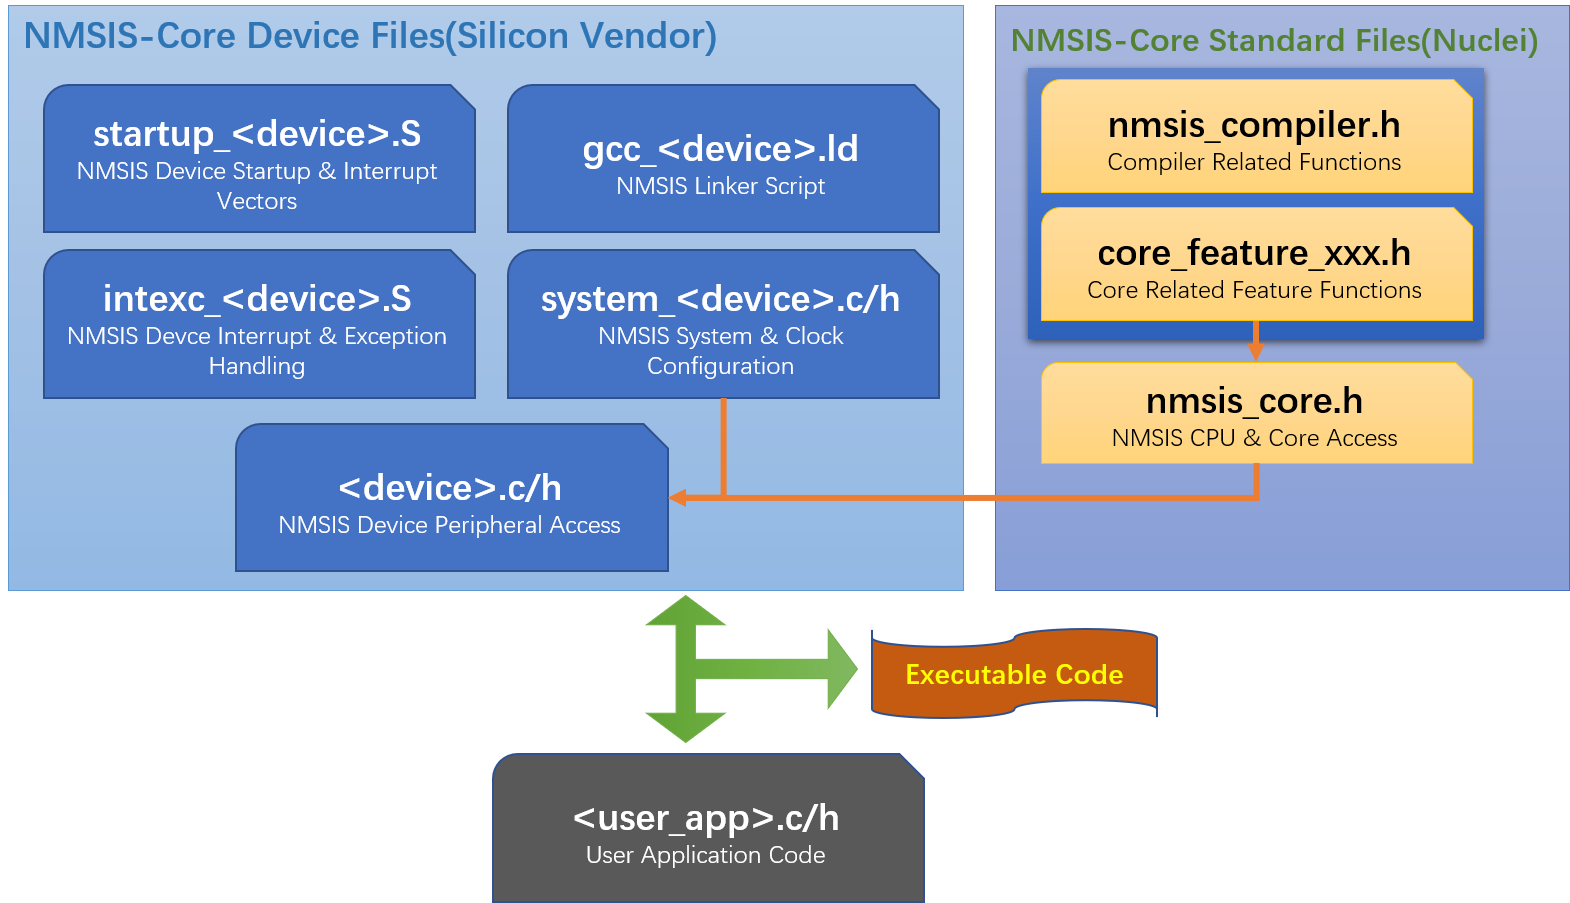 NMSIS-Core Device Files(Silicon Vendor)
startup_<device>.S
NMSIS Device Startup & Interrupt
Vectors
gcc_<device>.ld
NMSIS Linker Script
intexc_<device>.S
NMSIS Devce Interrupt & Exception
Handling
system_<device>.c/h
NMSIS System & Clock
Configuration
<device>.c/h
NMSIS Device Peripheral Access
NMSIS-Core Standard Files(Nuclei)
nmsis_compiler.h
Compiler Related Functions
core_feature_xxx.h
Core Related Feature Functions
nmsis_core.h
NMSIS CPU & Core Access
Executable Code
<user_app>.c/h
User Application Code